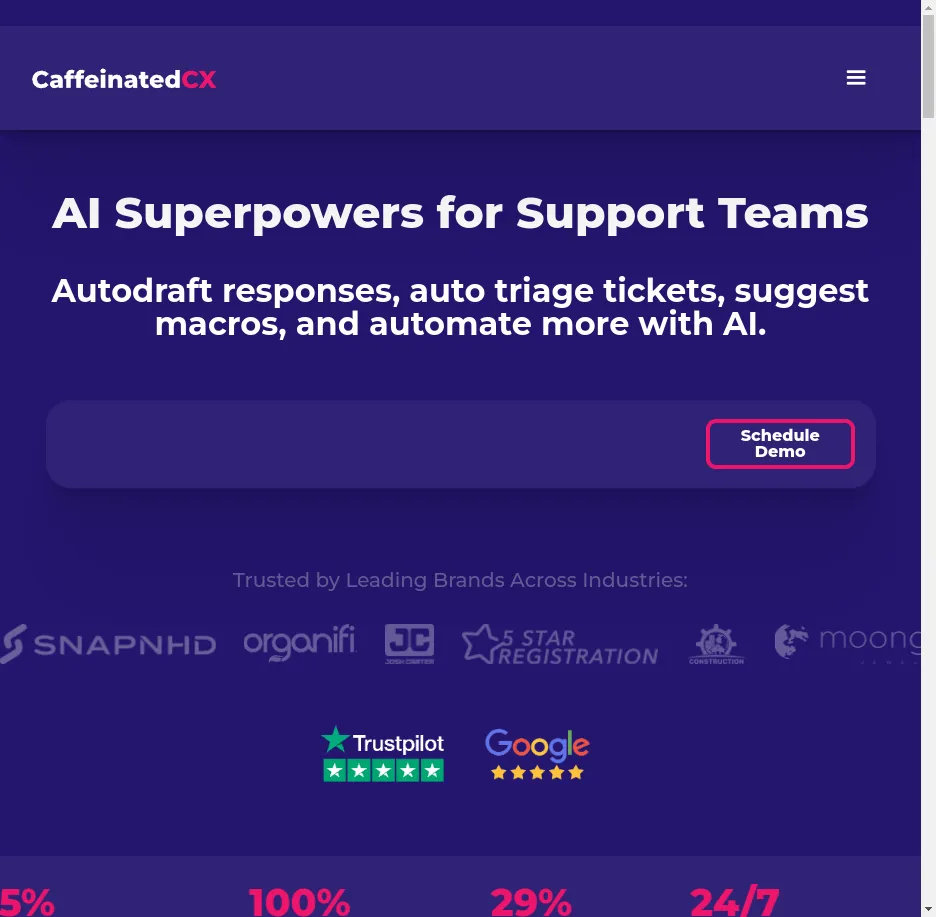 CaffeinatedCX
AI Superpowers for Support Teams
Autodraft responses, auto triage tickets, suggest
macros, and automate more with AI.
Schedule
Demo
Trusted by Leading Brands Across Industries:
SNAPNHD
organifi
JC
JOSH CARTER
5 STAR
REGISTRATION
CONSTRUCTION
moong
Trustpilot
Google
5%
100%
29%
24/7